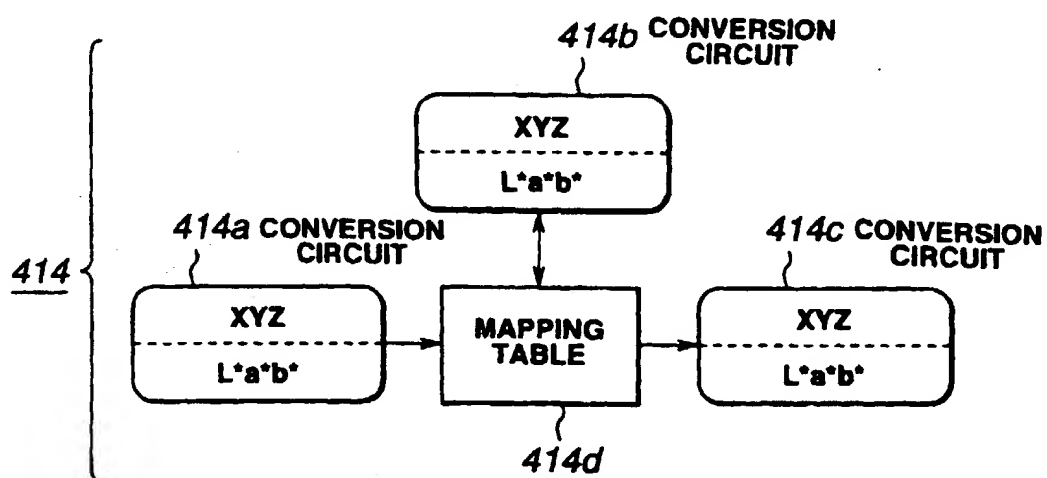 414b CONVERSION
CIRCUIT
XYZ
L*a*b*
414a CONVERSION
CIRCUIT
414c CONVERSION
CIRCUIT
414
XYZ
L*a*b*
MAPPING
TABLE
XYZ
L*a*b*
414d